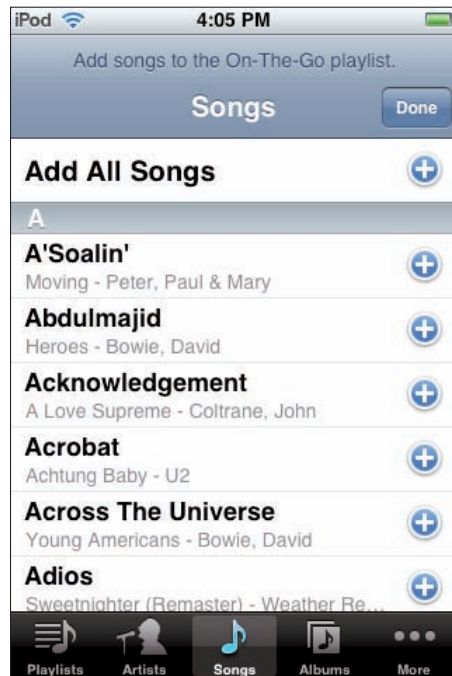 iPod 4:05 PM
Add songs to the On-The-Go playlist.
Songs Done
Add All Songs
A
A'Soalin'
Moving - Peter, Paul & Mary
Abdulmajid
Heroes - Bowie, David
Acknowledgement
A Love Supreme - Coltrane, John
Acrobat
Achtung Baby - U2
Across The Universe
Young Americans - Bowie, David
Adios
Sweetnighter (Remaster) - Weather Re...
Playlists Artists Songs Albums More